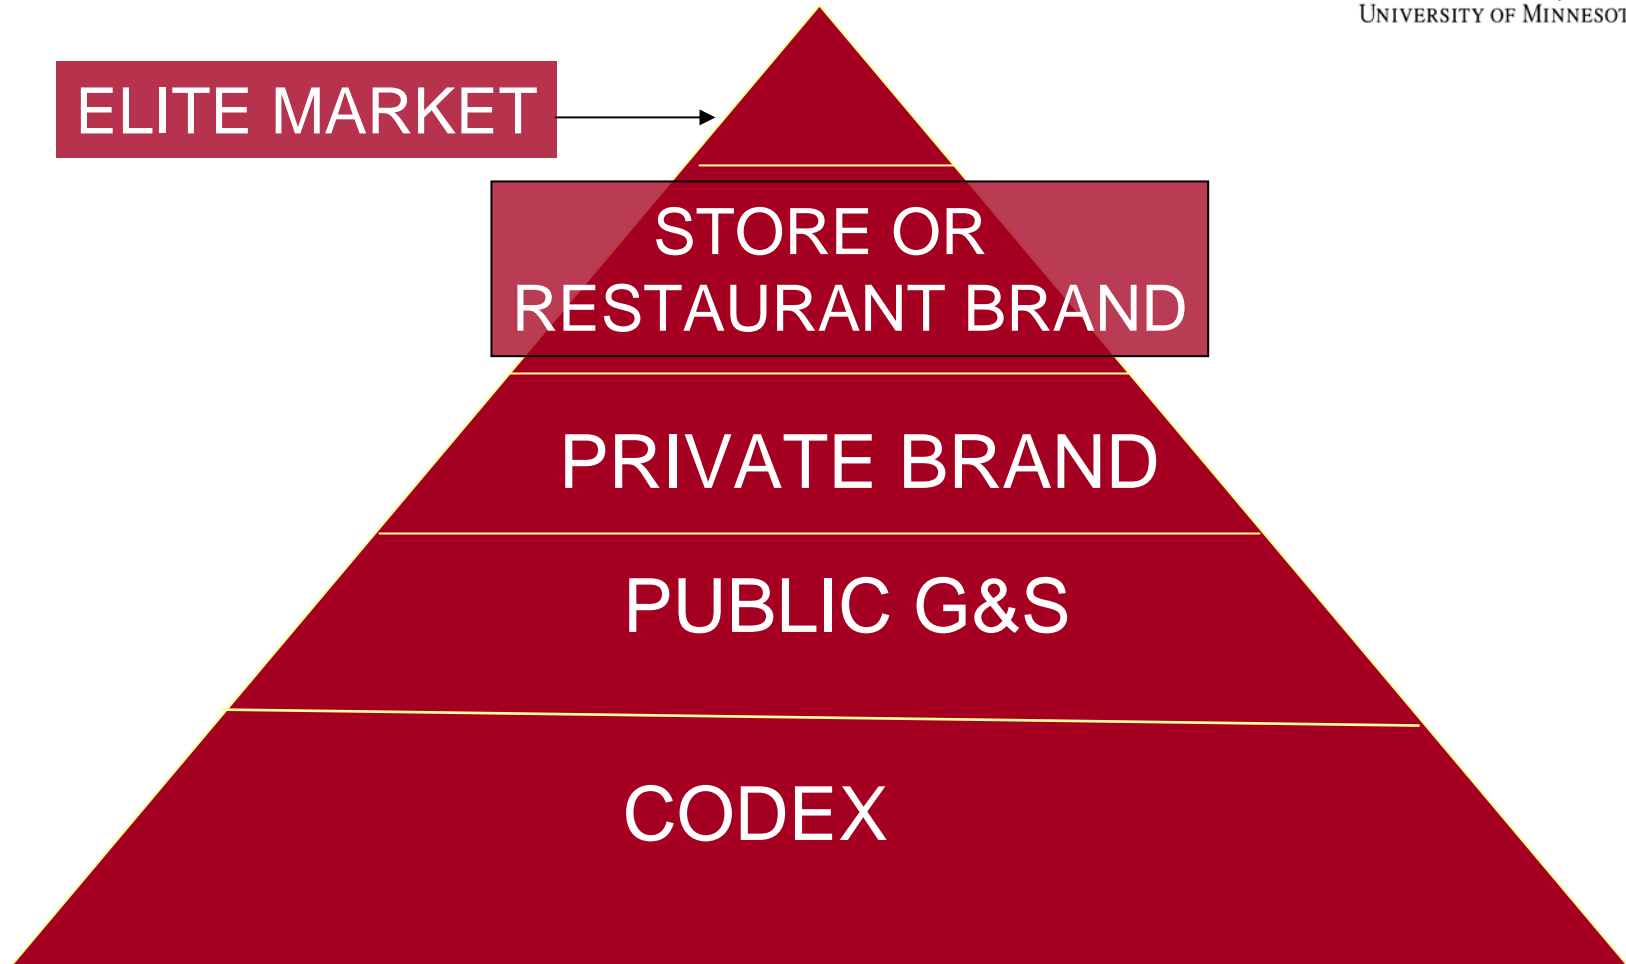 UNIVERSITY OF MINNESOT
ELITE MARKET
STORE OR
RESTAURANT BRAND
PRIVATE BRAND
PUBLIC G&S
CODEX